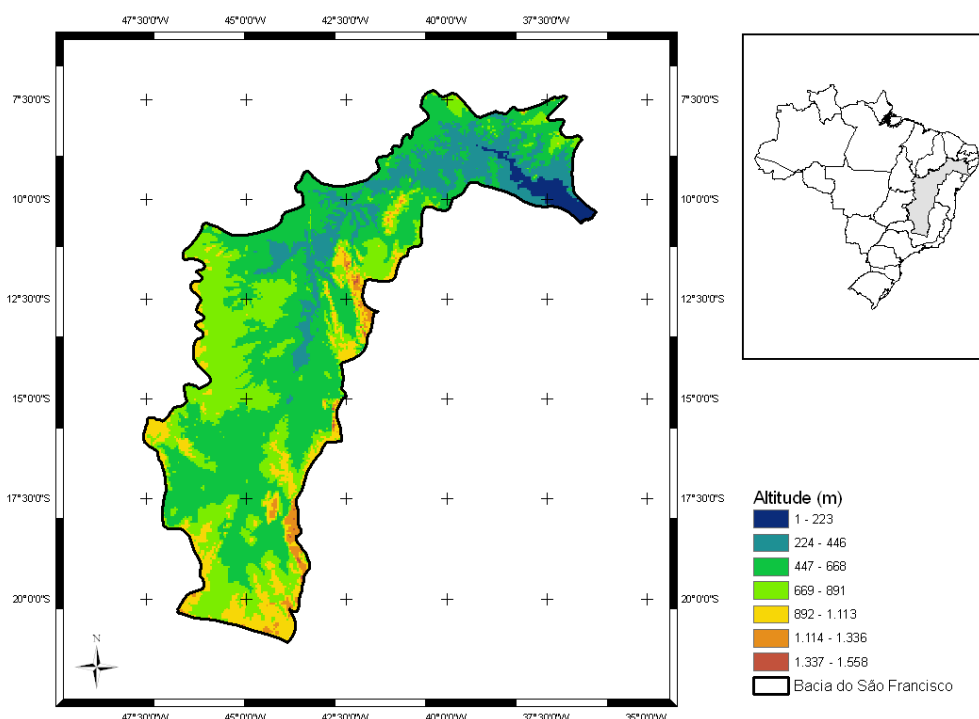 47°30'0"W 45°0'0"W 42°30'0"W 40°0'0"W 37°30'0"W
7°30'0"S 7°30'0"S
10°0'0"S 10°0'0"S
12°30'0"S 12°30'0"S
15°0'0"S 15°0'0"S
17°30'0"S 17°30'0"S
20°0'0"S 20°0'0"S
N
47°30'0"W 45°0'0"W 42°30'0"W 40°0'0"W 37°30'0"W 35°0'0"W
Altitude (m)
1 - 223
224 - 446
447 - 668
669 - 891
892 - 1.113
1.114 - 1.336
1.337 - 1.558
Bacia do São Francisco